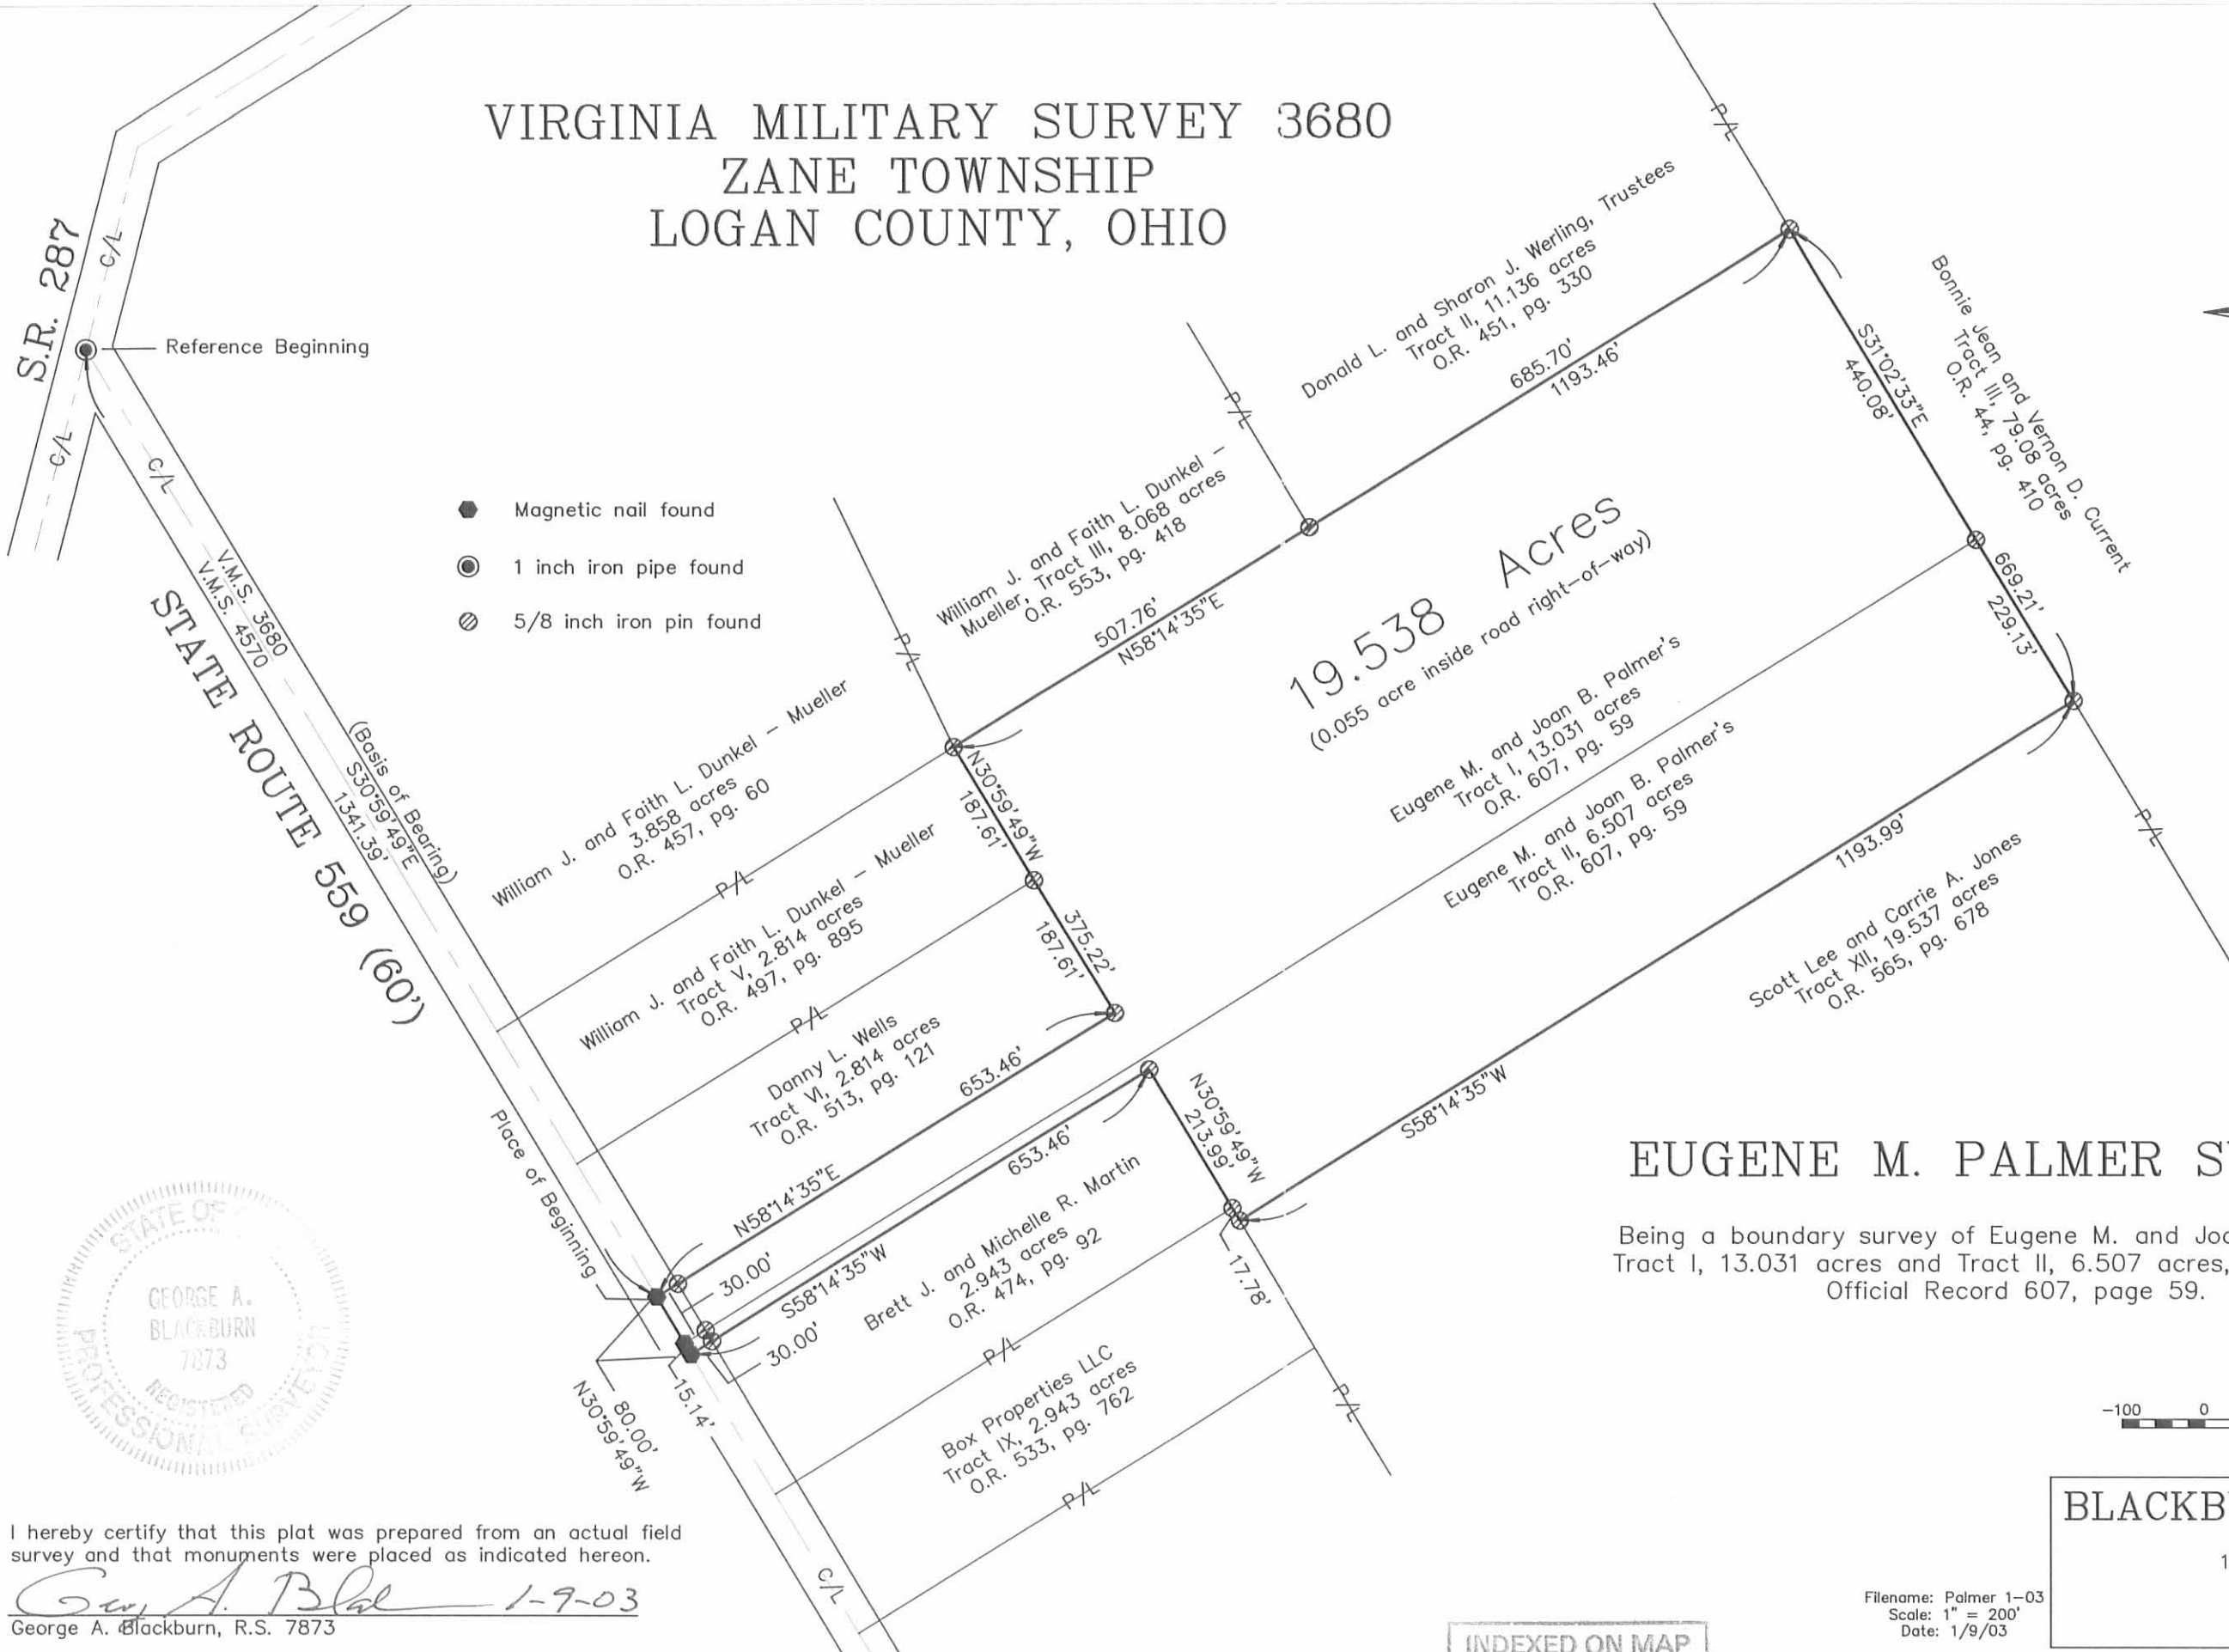 VIRGINIA MILITARY SURVEY 3680
ZANE TOWNSHIP
LOGAN COUNTY, OHIO
S.R. 287
C/L
C/L
Reference Beginning
C/L
Magnetic nail found
1 inch iron pipe found
5/8 inch iron pin found
V.M.S. 3680
V.M.S. 4570
STATE ROUTE 559 (60')
(Basis of Bearing)
S30°59'49"E
1341.39'
P/L
Donald L. and Sharon J. Werling, Trustees
Tract II, 11.136 acres
O.R. 451, pg. 330
685.70'
1193.46'
P/L
William J. and Faith L. Dunkel -
Mueller, Tract III, 8.068 acres
O.R. 553, pg. 418
507.76'
N58°14'35"E
P/L
Bonnie Jean and Vernon D. Current
Tract III, 79.08 acres
O.R. 44, pg. 410
S31°02'33"E
440.08'
669.21'
229.13'
19.538 Acres
(0.055 acre inside road right-of-way)
Eugene M. and Joan B. Palmer's
Tract I, 13.031 acres
O.R. 607, pg. 59
Eugene M. and Joan B. Palmer's
Tract II, 6.507 acres
O.R. 607, pg. 59
William J. and Faith L. Dunkel - Mueller
3.858 acres
O.R. 457, pg. 60
P/L
N30°59'49"W
187.61'
375.22'
187.61'
William J. and Faith L. Dunkel - Mueller
Tract V, 2.814 acres
O.R. 497, pg. 895
P/L
Danny L. Wells
Tract VI, 2.814 acres
O.R. 513, pg. 121
653.46'
N58°14'35"E
1193.99'
S58°14'35"W
P/L
Scott Lee and Carrie A. Jones
Tract XII, 19.537 acres
O.R. 565, pg. 678
Place of Beginning
30.00'
653.46'
S58°14'35"W
30.00'
N30°59'49"W
213.99'
17.78'
Brett J. and Michelle R. Martin
2.943 acres
O.R. 474, pg. 92
P/L
15.14'
80.00'
N30°59'49"W
Box Properties LLC
Tract IX, 2.943 acres
O.R. 533, pg. 762
P/L
P/L
C/L
EUGENE M. PALMER S
Being a boundary survey of Eugene M. and Joa
Tract I, 13.031 acres and Tract II, 6.507 acres,
Official Record 607, page 59.
-100 0
STATE OF
GEORGE A.
BLACKBURN
7873
REGISTERED
PROFESSIONAL SURVEYOR
I hereby certify that this plat was prepared from an actual field
survey and that monuments were placed as indicated hereon.
1-9-03
George A. Blackburn, R.S. 7873
BLACKB
1
Filename: Palmer 1-03
Scale: 1" = 200'
Date: 1/9/03
INDEXED ON MAP